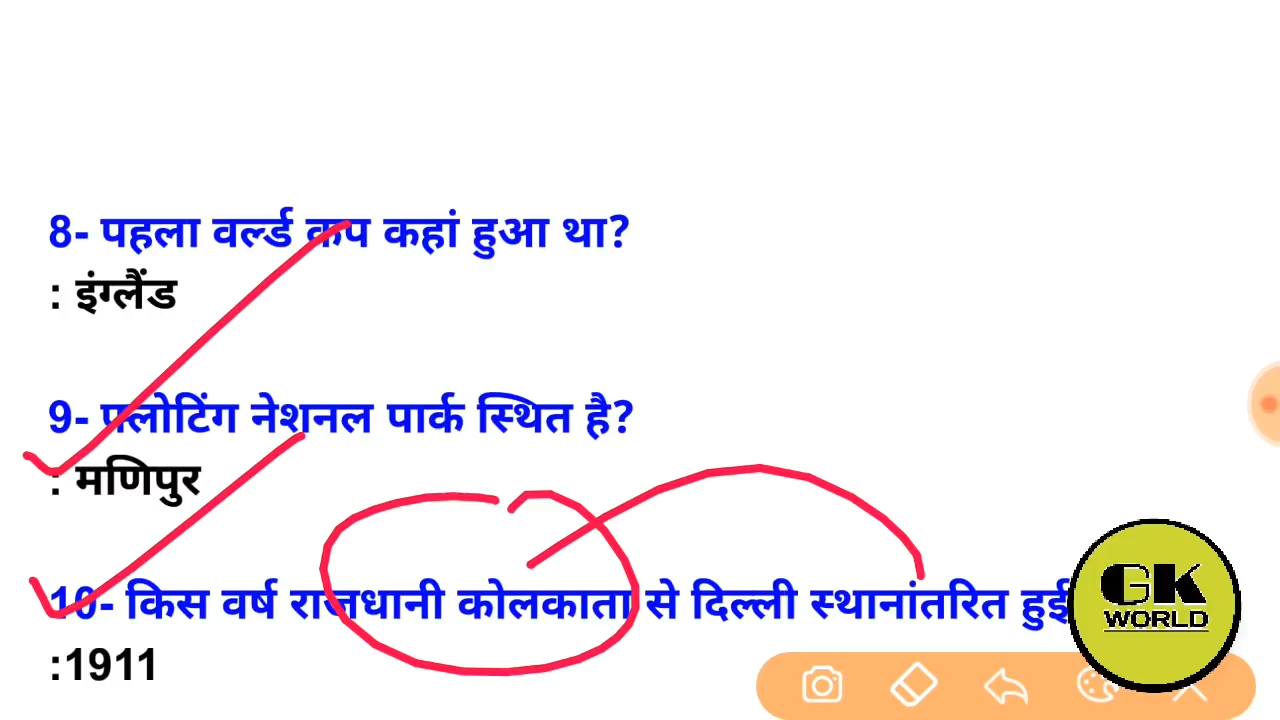 8- पहला वर्ल्ड कप कहां हुआ था?
: इंग्लैंड
9- फ्लोटिंग नेशनल पार्क स्थित है?
: मणिपुर
10- किस वर्ष राजधानी कोलकाता से दिल्ली स्थानांतरित हुई
:1911
GK
WORLD